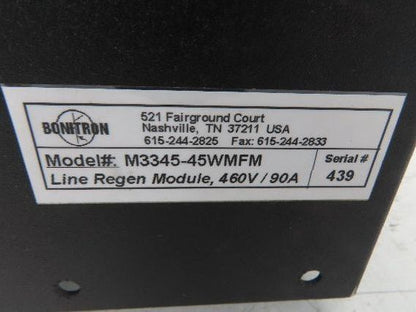 BONITRON
521 Fairground Court
Nashville, TN 37211 USA
615-244-2825 Fax: 615-244-2833
Model#: M3345-45WMFM
Line Regen Module, 460V / 90A
Serial #
439